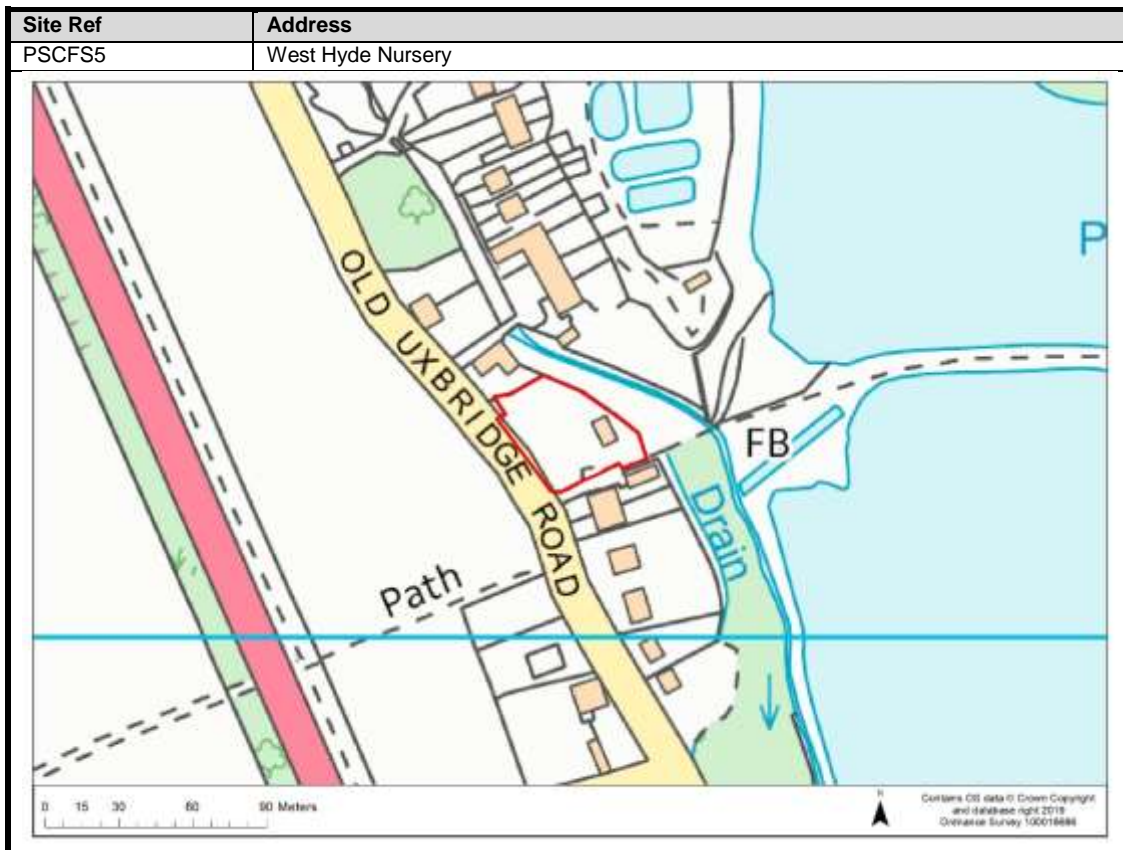 Site Ref Address
PSCFS5 West Hyde Nursery
P
OLD UXBRIDGE ROAD
FB
Drain
Path
0 15 30 60 90 Meters
N
Contains OS data © Crown Copyright
and database right 2019
Ordnance Survey 100018686